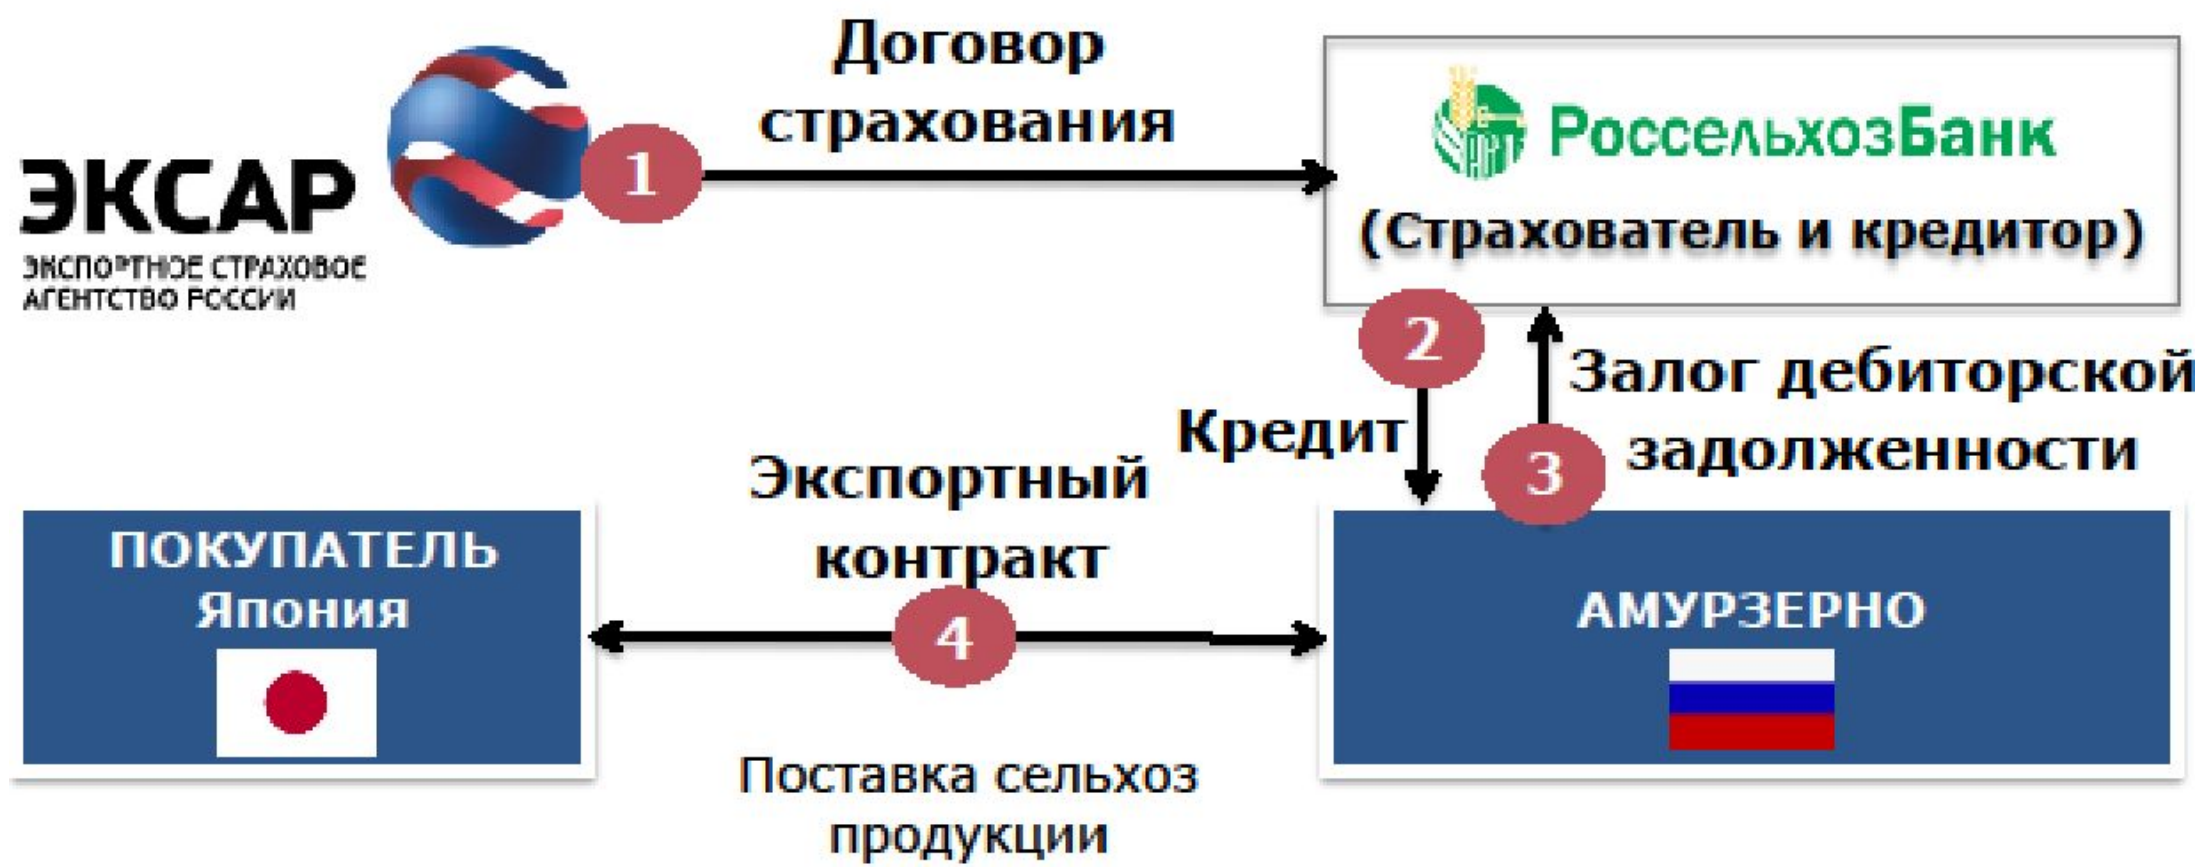 Договор
страхования
1
ЭКСАР
ЭКСПОРТНОЕ СТРАХОВОЕ
АГЕНТСТВО РОССИИ
РоссельхозБанк
(Страхователь и кредитор)
2
Кредит
3
Залог дебиторской
задолженности
Экспортный
контракт
4
ПОКУПАТЕЛЬ
Япония
АМУРЗЕРНО
Поставка сельхоз
продукции